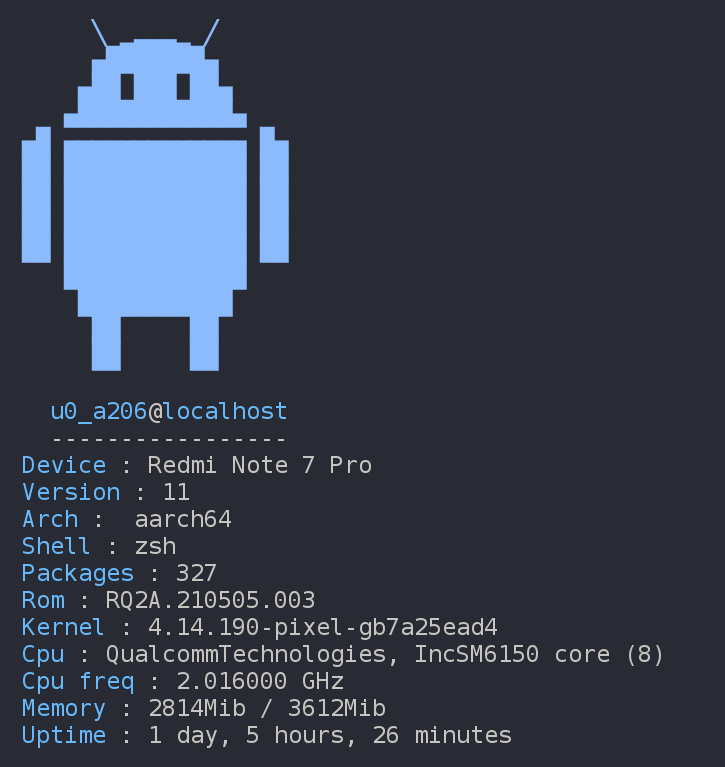 u0_a206@localhost
-----------------
Device : Redmi Note 7 Pro
Version : 11
Arch :  aarch64
Shell : zsh
Packages : 327
Rom : RQ2A.210505.003
Kernel : 4.14.190-pixel-gb7a25ead4
Cpu : QualcommTechnologies, IncSM6150 core (8)
Cpu freq : 2.016000 GHz
Memory : 2814Mib / 3612Mib
Uptime : 1 day, 5 hours, 26 minutes